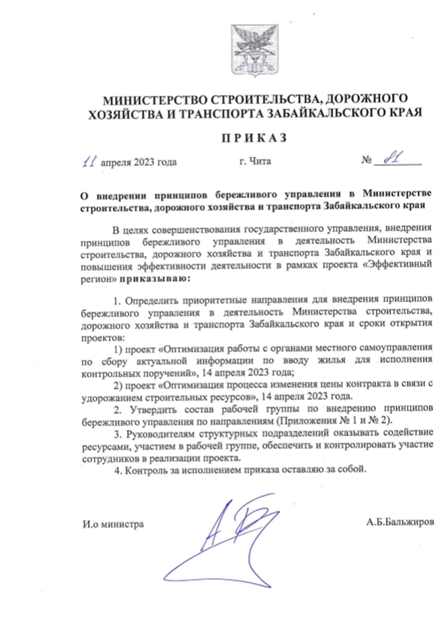 МИНИСТЕРСТВО СТРОИТЕЛЬСТВА, ДОРОЖНОГО
ХОЗЯЙСТВА И ТРАНСПОРТА ЗАБАЙКАЛЬСКОГО КРАЯ
ПРИКАЗ
11 апреля 2023 года г. Чита № 81
О внедрении принципов бережливого управления в Министерстве
строительства, дорожного хозяйства и транспорта Забайкальского края
В целях совершенствования государственного управления, внедрения
принципов бережливого управления в деятельность Министерства
строительства, дорожного хозяйства и транспорта Забайкальского края и
повышения эффективности деятельности в рамках проекта «Эффективный
регион» приказываю:
1. Определить приоритетные направления для внедрения принципов
бережливого управления в деятельность Министерства строительства,
дорожного хозяйства и транспорта Забайкальского края и сроки открытия
проектов:
1) проект «Оптимизация работы с органами местного самоуправления
по сбору актуальной информации по вводу жилья для исполнения
контрольных поручений», 14 апреля 2023 года;
2) проект «Оптимизация процесса изменения цены контракта в связи с
удорожанием строительных ресурсов», 14 апреля 2023 года.
2. Утвердить состав рабочей группы по внедрению принципов
бережливого управления по направлениям (Приложения № 1 и № 2).
3. Руководителям структурных подразделений оказывать содействие
ресурсами, участием в рабочей группе, обеспечить и контролировать участие
сотрудников в реализации проекта.
4. Контроль за исполнением приказа оставляю за собой.
И.о министра А.Б.Бальжиров